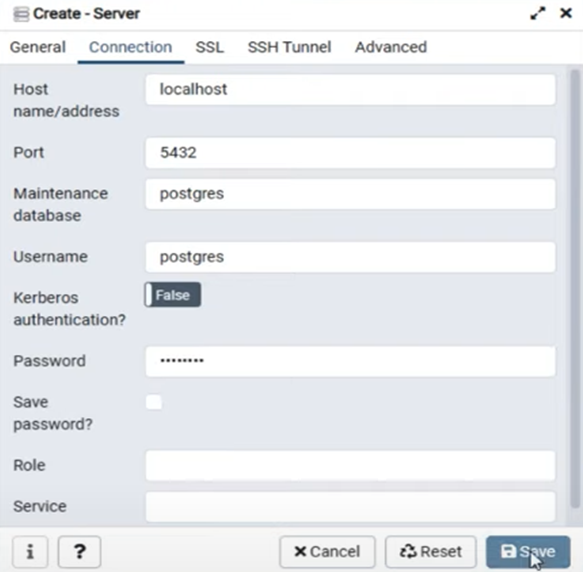 Create - Server
General Connection SSL SSH Tunnel Advanced
Host
name/address
localhost
Port
5432
Maintenance
database
postgres
Username
postgres
Kerberos
authentication?
False
Password
••••••••
Save
password?
Role
Service
i ? Cancel Reset Save